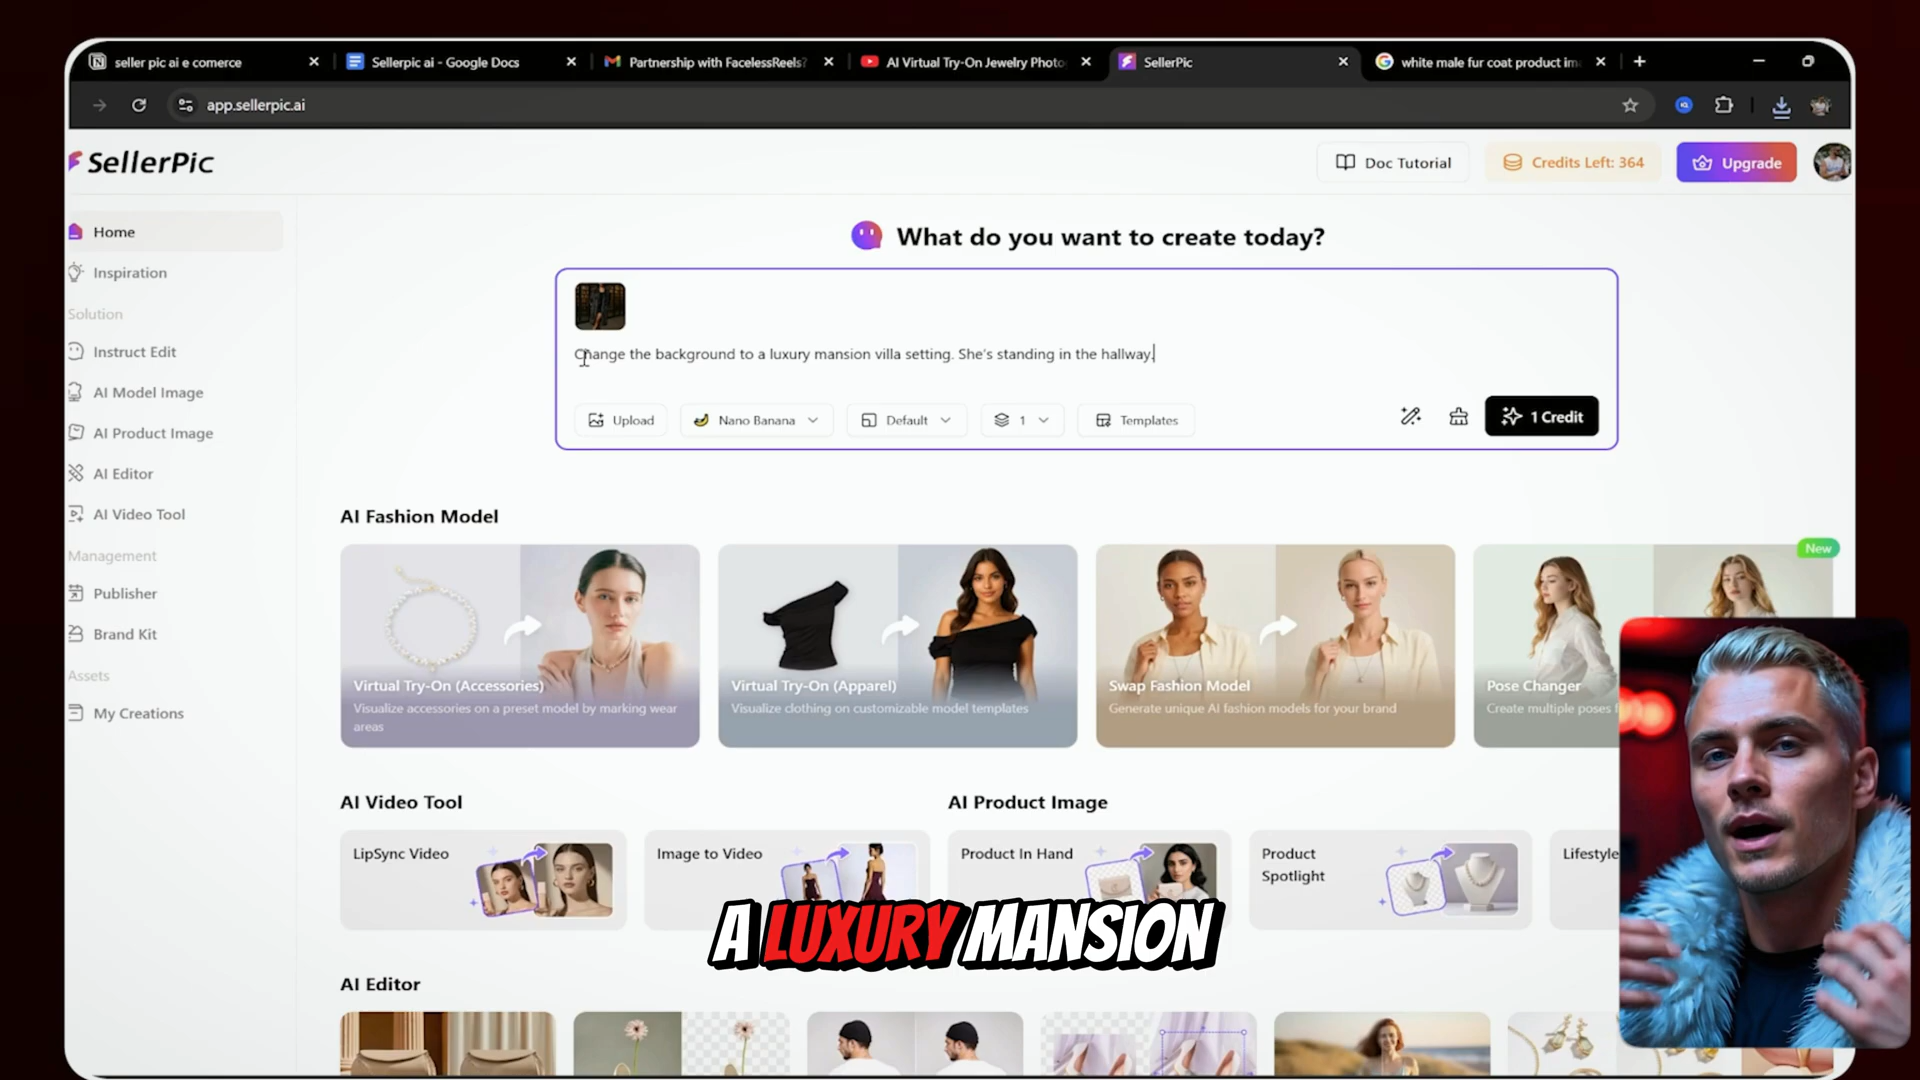 seller pic ai e comerce
Sellerpic ai - Google Docs
Partnership with FacelessReels?
AI Virtual Try-On Jewelry Photo
SellerPic
white male fur coat product im
app.sellerpic.ai
SellerPic
Doc Tutorial
Credits Left: 364
Upgrade
Home
Inspiration
Solution
Instruct Edit
AI Model Image
AI Product Image
AI Editor
AI Video Tool
Management
Publisher
Brand Kit
Assets
My Creations
What do you want to create today?
Change the background to a luxury mansion villa setting. She's standing in the hallway.
Upload
Nano Banana
Default
1
Templates
1 Credit
AI Fashion Model
New
Virtual Try-On (Accessories)
Visualize accessories on a preset model by marking wear
areas
Virtual Try-On (Apparel)
Visualize clothing on customizable model templates
Swap Fashion Model
Generate unique AI fashion models for your brand
Pose Changer
Create multiple poses f
AI Video Tool
AI Product Image
LipSync Video
Image to Video
Product In Hand
Product
Spotlight
Lifestyle
A LUXURY MANSION
AI Editor